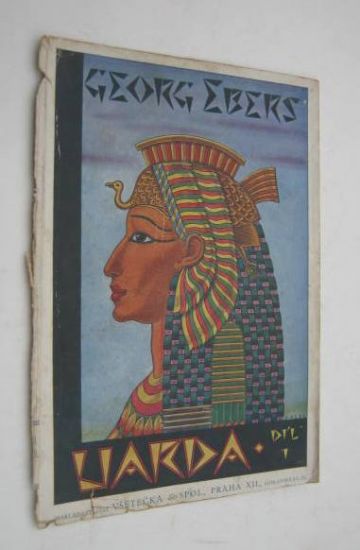 GEORG EBERS
UARDA · DÍL
I
VŠETEČKA & SPOL., PRAHA XII,